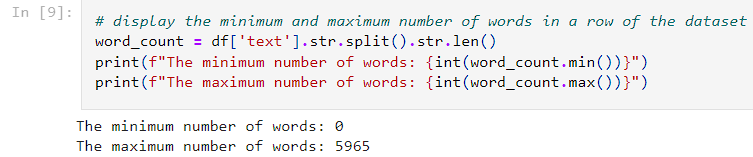 In [9]:
# display the minimum and maximum number of words in a row of the dataset
word_count = df['text'].str.split().str.len()
print(f"The minimum number of words: {int(word_count.min())}")
print(f"The maximum number of words: {int(word_count.max())}")
The minimum number of words: 0
The maximum number of words: 5965